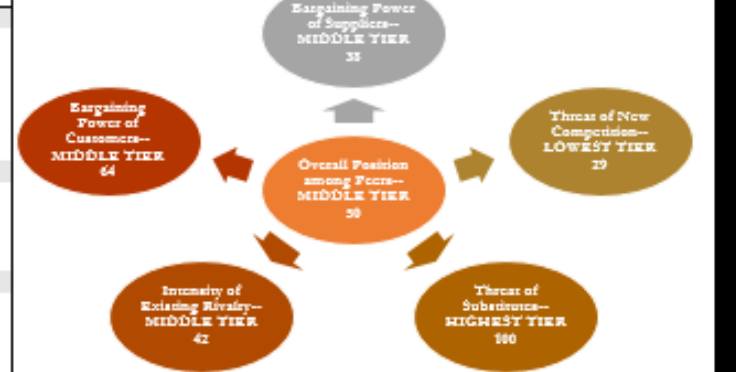 Bargaining Power
of Suppliers--
MIDDLE TIER
Bargaining
Power of
Customers--
MIDDLE TIER
64
Threat of New
Competition--
LOWEST TIER
29
Overall Position
among Peers--
MIDDLE TIER
50
Intensity of
Existing Rivalry--
MIDDLE TIER
42
Threat of
Substitutes--
HIGHEST TIER
100